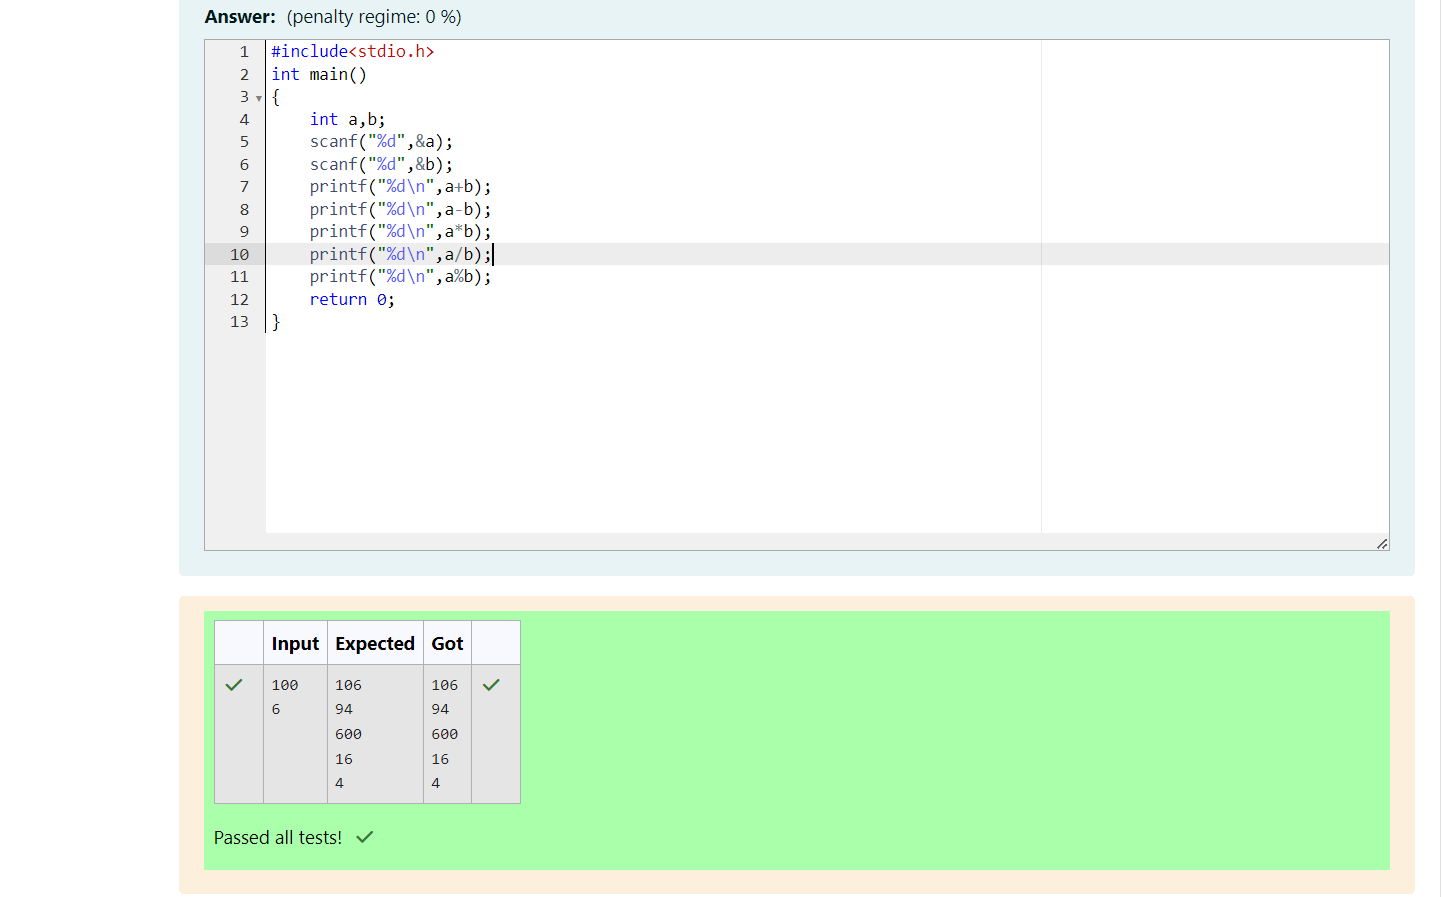 Answer: (penalty regime: 0 %)
1 #include<stdio.h>
2 int main()
3 {
4     int a,b;
5     scanf("%d",&a);
6     scanf("%d",&b);
7     printf("%d\n",a+b);
8     printf("%d\n",a-b);
9     printf("%d\n",a*b);
10     printf("%d\n",a/b);
11     printf("%d\n",a%b);
12     return 0;
13 }
Input Expected Got
100 106 106
6 94 94
600 600
16 16
4 4
Passed all tests!